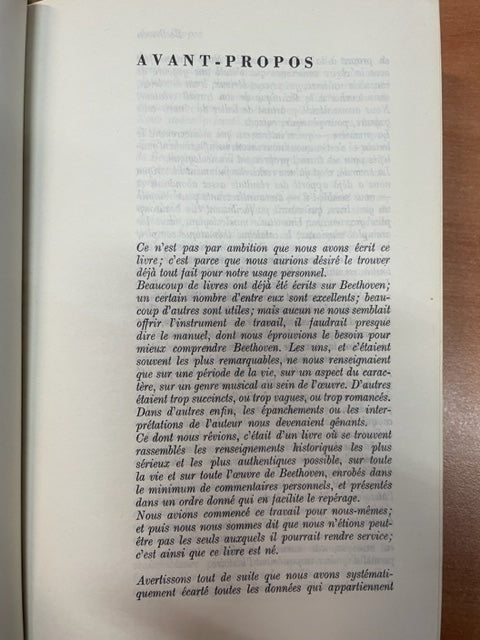 AVANT-PROPOS
Ce n'est pas par ambition que nous avons écrit ce
livre; c'est parce que nous aurions désiré le trouver
déjà tout fait pour notre usage personnel.
Beaucoup de livres ont déjà été écrits sur Beethoven;
un certain nombre d'entre eux sont excellents; beau-
coup d'autres sont utiles; mais aucun ne nous semblait
offrir l'instrument de travail, il faudrait presque
dire le manuel, dont nous éprouvions le besoin pour
mieux comprendre Beethoven. Les uns, et c'étaient
souvent les plus remarquables, ne nous renseignaient
que sur une période de la vie, sur un aspect du carac-
tère, sur un genre musical au sein de l'œuvre. D'autres
étaient trop succincts, ou trop vagues, ou trop romancés.
Dans d'autres enfin, les épanchements ou les inter-
prétations de l'auteur nous devenaient gênants.
Ce dont nous rêvions, c'était d'un livre où se trouvent
rassemblés les renseignements historiques les plus
sérieux et les plus authentiques possible, sur toute
la vie et sur toute l'œuvre de Beethoven, enrobés dans
le minimum de commentaires personnels, et présentés
dans un ordre donné qui en facilite le repérage.
Nous avions commencé ce travail pour nous-mêmes;
et puis nous nous sommes dit que nous n'étions peut-
être pas les seuls auxquels il pourrait rendre service;
c'est ainsi que ce livre est né.
Avertissons tout de suite que nous avons systémati-
quement écarté toutes les données qui appartiennent